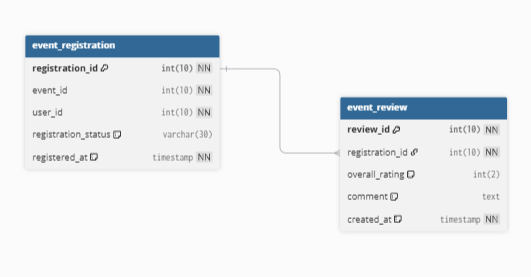 event_registration
registration_id int(10) NN
event_id int(10) NN
user_id int(10) NN
registration_status varchar(30)
registered_at timestamp NN
event_review
review_id int(10) NN
registration_id int(10) NN
overall_rating int(2)
comment text
created_at timestamp NN